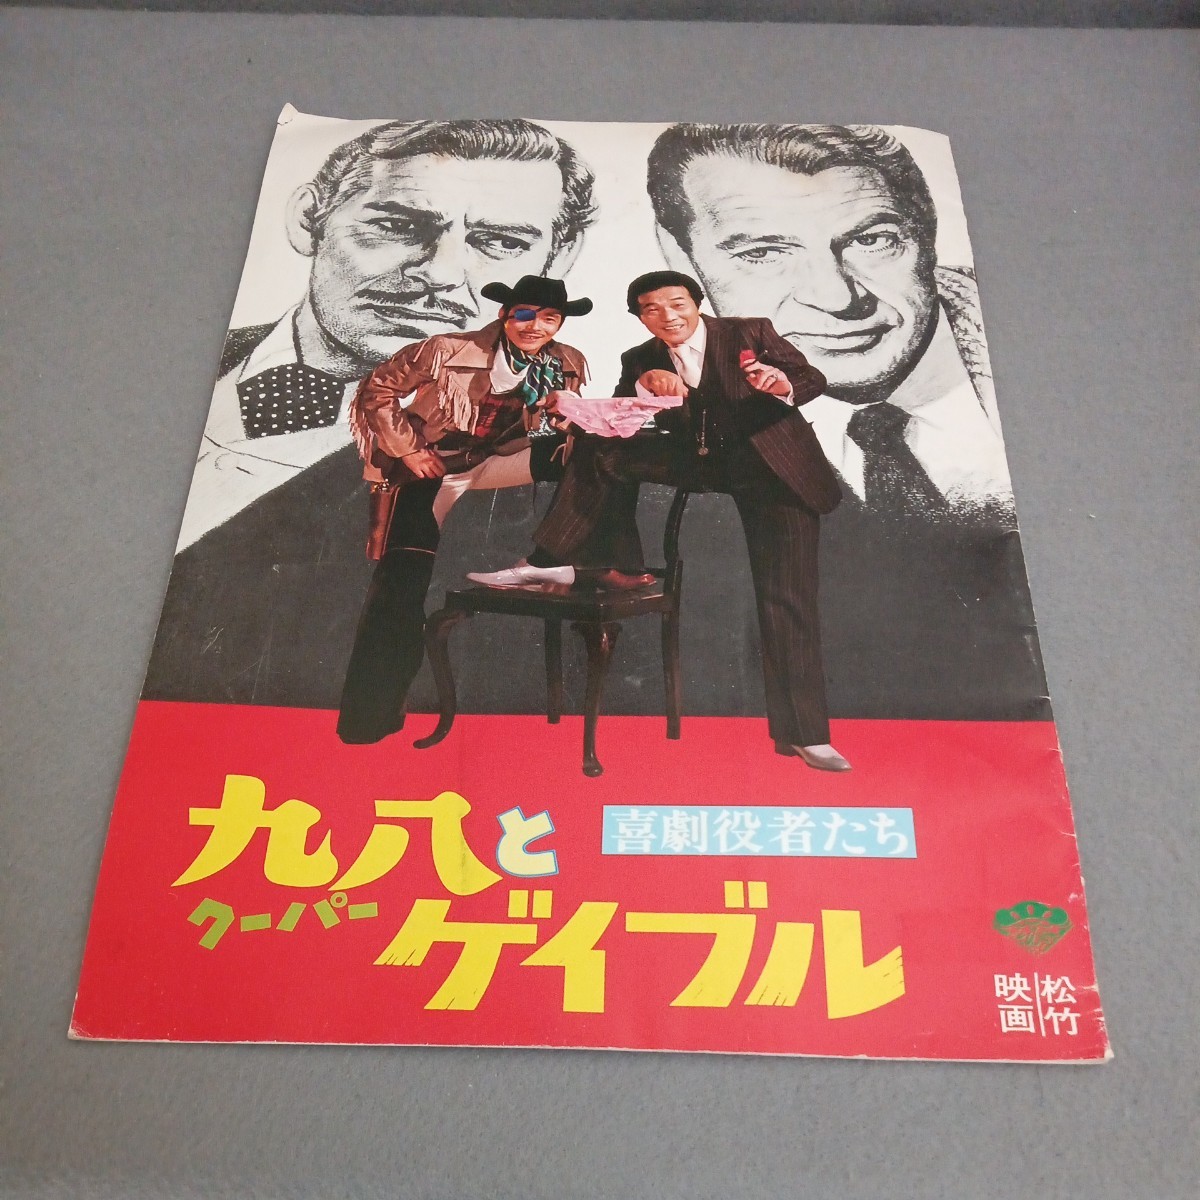 喜劇役者たち
九八と
クーパー
ゲイブル
松竹
映画